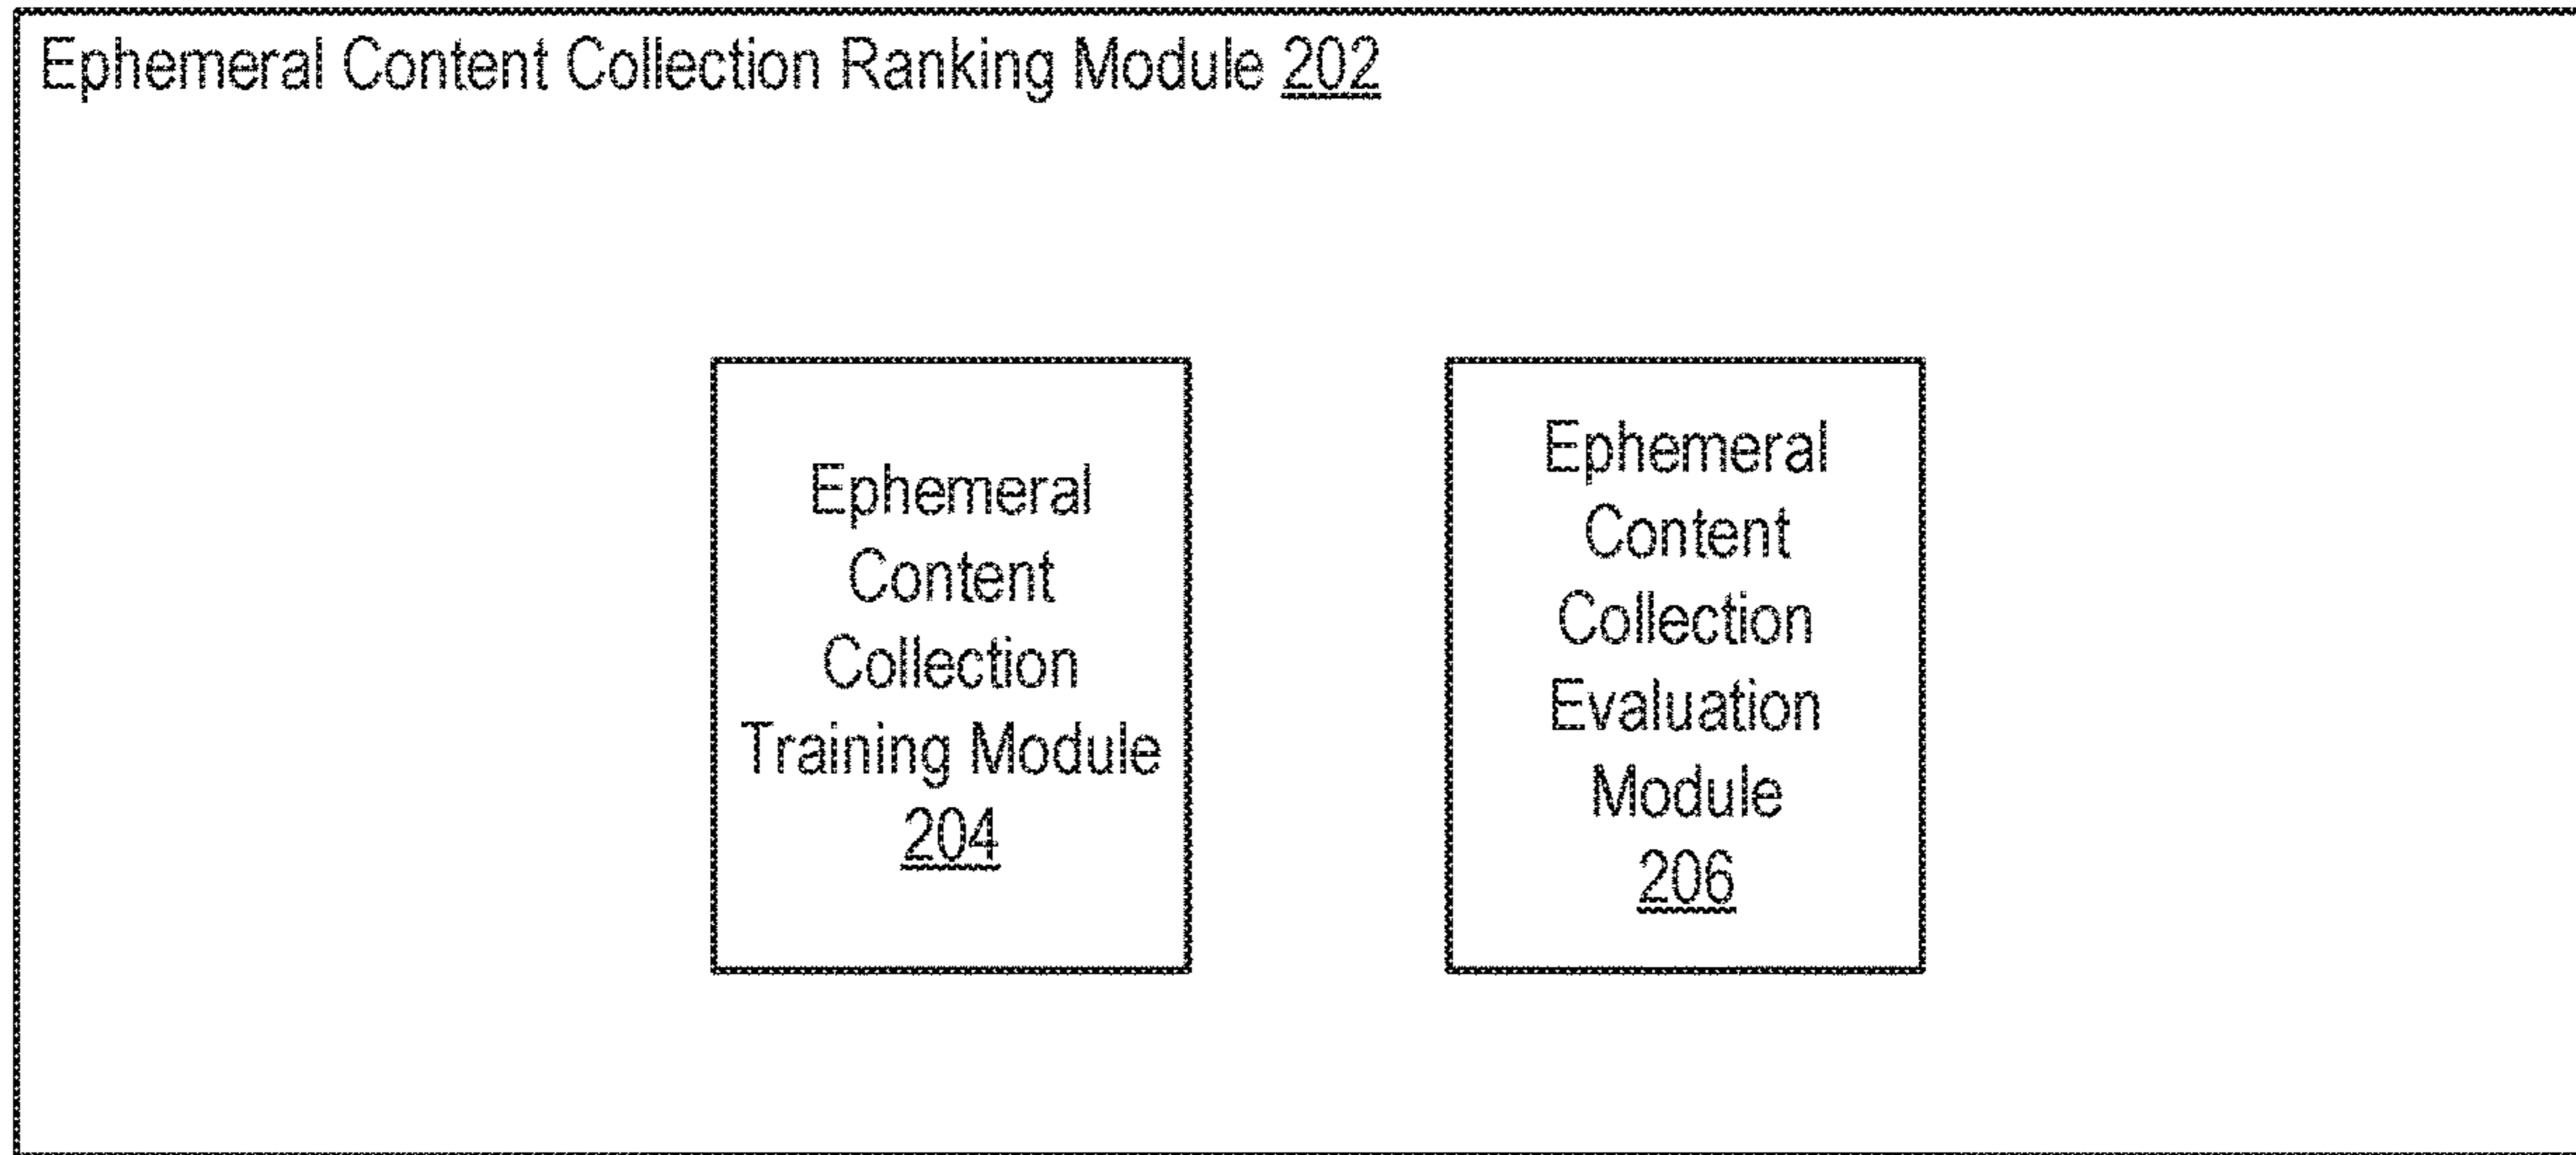 Ephemeral Content Collection Ranking Module 202
Ephemeral
Content
Collection
Training Module
204
Ephemeral
Content
Collection
Evaluation
Module
206